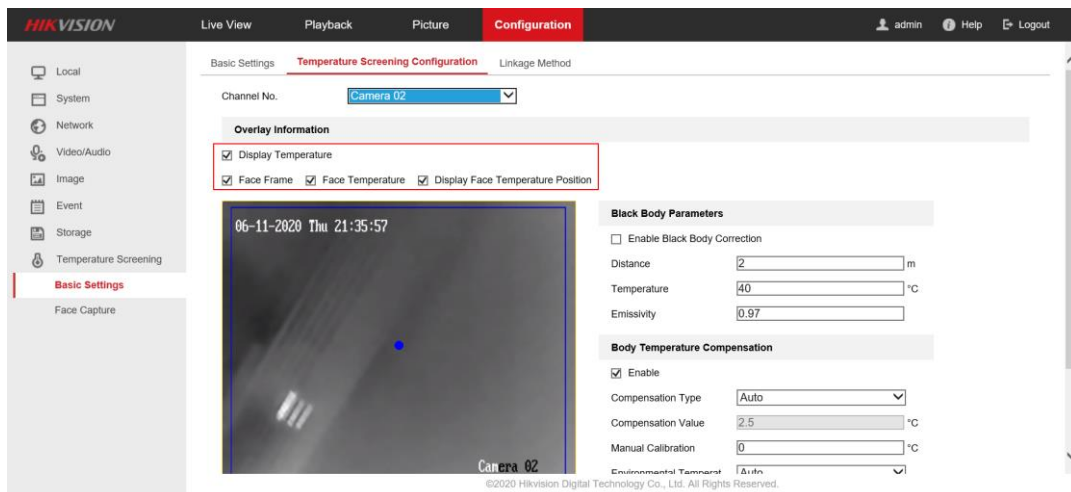 HIKVISION Live View Playback Picture Configuration admin Help Logout
Local
System
Network
Video/Audio
Image
Event
Storage
Temperature Screening
Basic Settings
Face Capture
Basic Settings Temperature Screening Configuration Linkage Method
Channel No. Camera 02
Overlay Information
Display Temperature
Face Frame Face Temperature Display Face Temperature Position
06-11-2020 Thu 21:35:57
Camera 02
Black Body Parameters
Enable Black Body Correction
Distance 2 m
Temperature 40 °C
Emissivity 0.97
Body Temperature Compensation
Enable
Compensation Type Auto
Compensation Value 2.5 °C
Manual Calibration 0 °C
Environmental Temperat Auto
©2020 Hikvision Digital Technology Co., Ltd. All Rights Reserved.